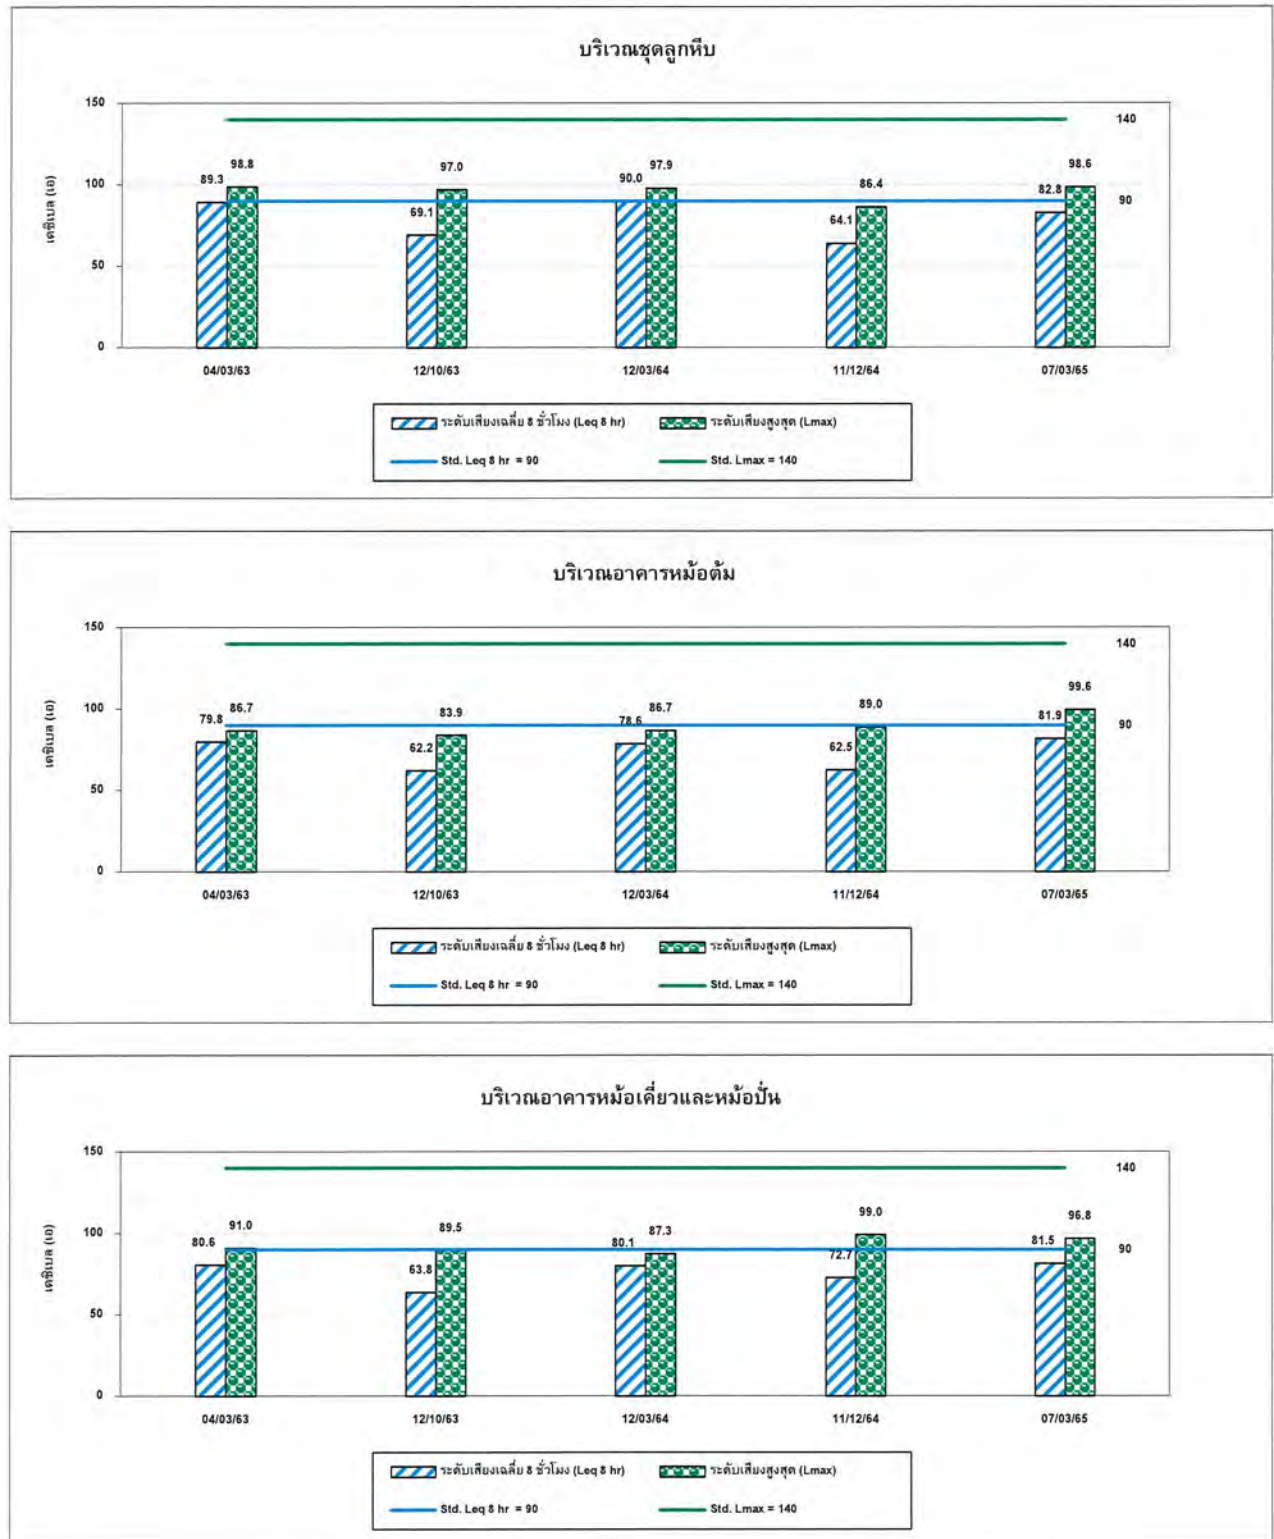 บริเวณชุดลูกหีบ
150
140
98.8
97.0
97.9
98.6
89.3
90.0
86.4
82.8
100
90
69.1
64.1
เดซิเบล (เอ)
50
0
04/03/63 12/10/63 12/03/64 11/12/64 07/03/65
ระดับเสียงเฉลี่ย 8 ชั่วโมง (Leq 8 hr) ระดับเสียงสูงสุด (Lmax)
Std. Leq 8 hr = 90 Std. Lmax = 140
บริเวณอาคารหม้อต้ม
150
140
99.6
100
79.8 86.7 83.9 78.6 86.7 89.0 81.9
90
62.2 62.5
เดซิเบล (เอ)
50
0
04/03/63 12/10/63 12/03/64 11/12/64 07/03/65
ระดับเสียงเฉลี่ย 8 ชั่วโมง (Leq 8 hr) ระดับเสียงสูงสุด (Lmax)
Std. Leq 8 hr = 90 Std. Lmax = 140
บริเวณอาคารหม้อเคี่ยวและหม้อปั่น
150
140
99.0 96.8
91.0 89.5 87.3
100
80.6 80.1 81.5
90
63.8 72.7
เดซิเบล (เอ)
50
0
04/03/63 12/10/63 12/03/64 11/12/64 07/03/65
ระดับเสียงเฉลี่ย 8 ชั่วโมง (Leq 8 hr) ระดับเสียงสูงสุด (Lmax)
Std. Leq 8 hr = 90 Std. Lmax = 140